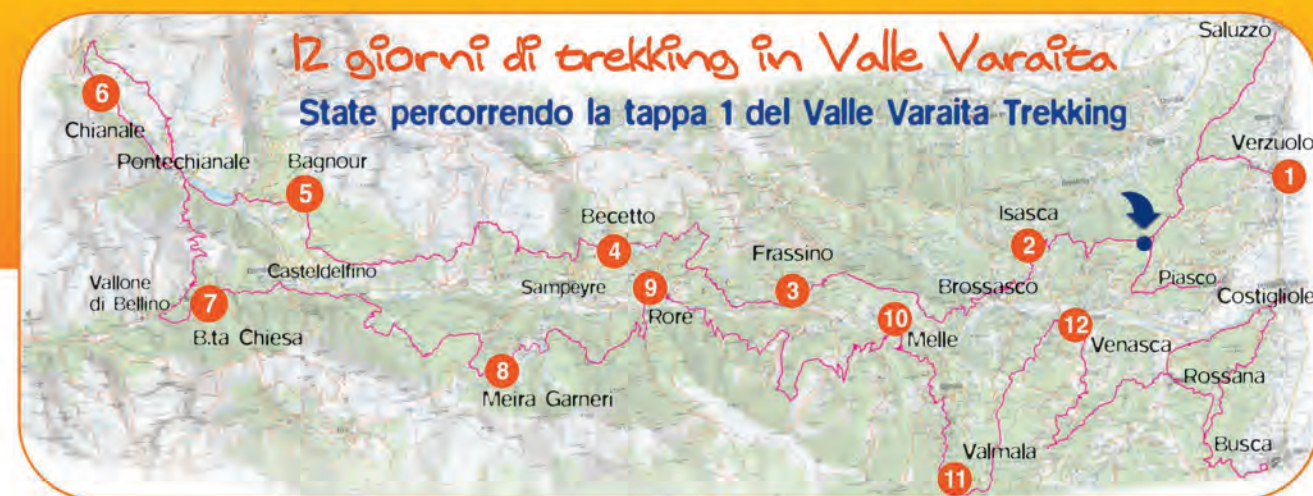 12 giorni di trekking in Valle Varaita
State percorrendo la tappa 1 del Valle Varaita Trekking
Saluzzo
6
Chianale
Verzuolo
1
Pontechianale
Bagnour
5
Becetto
4
Isasca
2
Frassino
3
Vallone
di Bellino
7
Casteldelfino
Sampeyre
9
Rore
Brossasco
Piasco
Costigliole
B.ta Chiesa
10
Melle
12
Venasca
8
Meira Garneri
Rossana
Valmala
11
Busca